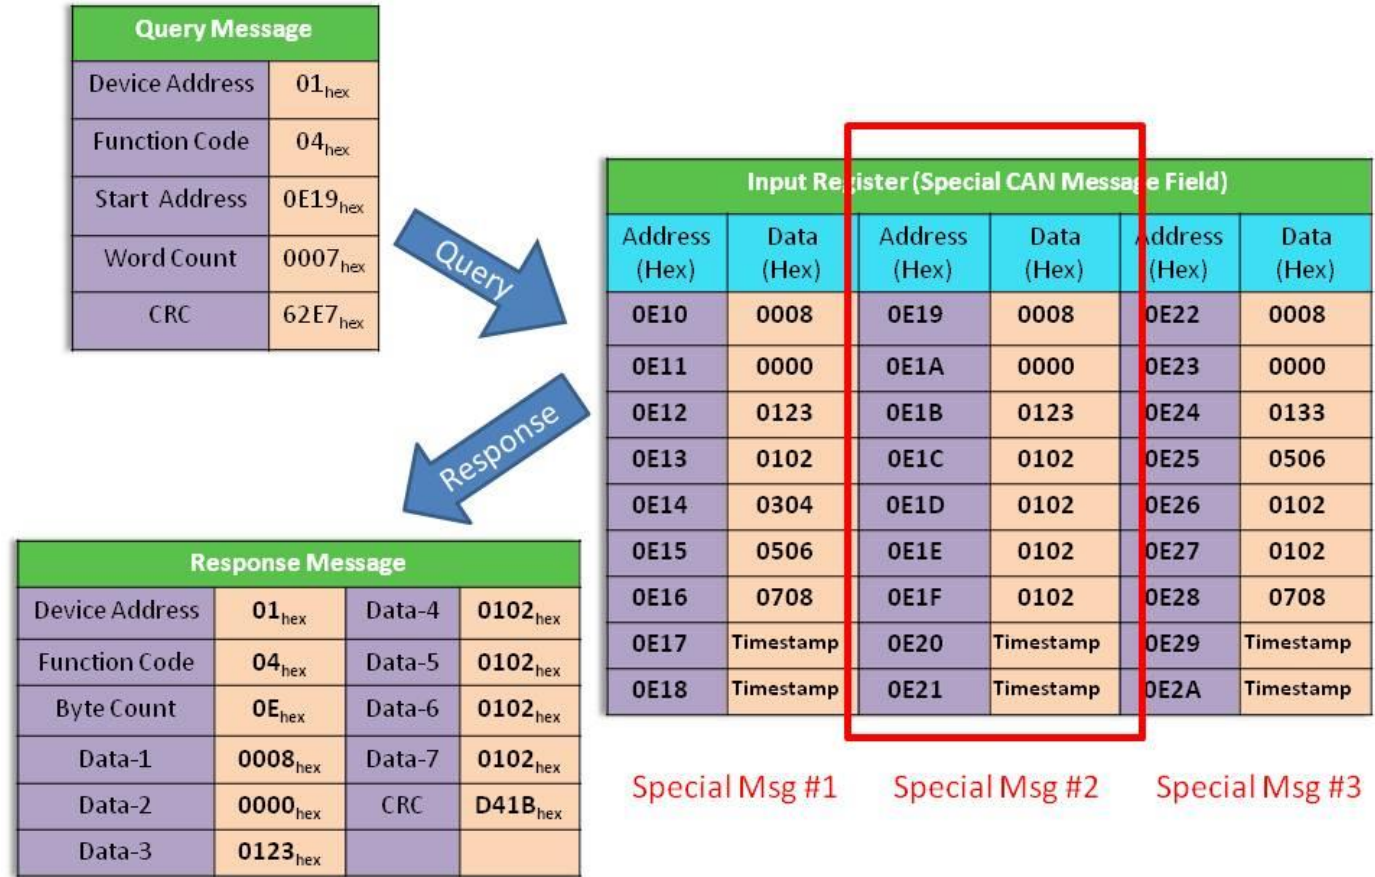 Query Message
Device Address 01hex
Function Code 04hex
Start Address 0E19hex
Word Count 0007hex
CRC 62E7hex
Query
Response
Input Register (Special CAN Message Field)
Address (Hex) Data (Hex) Address (Hex) Data (Hex) Address (Hex) Data (Hex)
0E10 0008 0E19 0008 0E22 0008
0E11 0000 0E1A 0000 0E23 0000
0E12 0123 0E1B 0123 0E24 0133
0E13 0102 0E1C 0102 0E25 0506
0E14 0304 0E1D 0102 0E26 0102
0E15 0506 0E1E 0102 0E27 0102
0E16 0708 0E1F 0102 0E28 0708
0E17 Timestamp 0E20 Timestamp 0E29 Timestamp
0E18 Timestamp 0E21 Timestamp 0E2A Timestamp
Special Msg #1 Special Msg #2 Special Msg #3
Response Message
Device Address 01hex Data-4 0102hex
Function Code 04hex Data-5 0102hex
Byte Count 0Ehex Data-6 0102hex
Data-1 0008hex Data-7 0102hex
Data-2 0000hex CRC D41Bhex
Data-3 0123hex